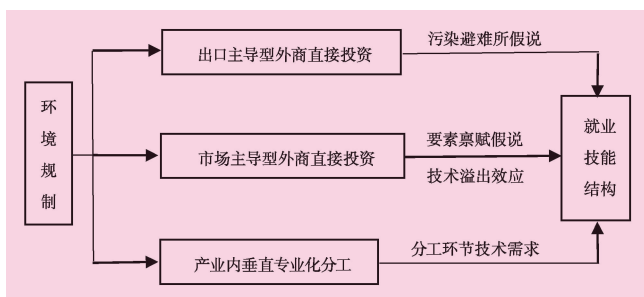 环
境
规
制
出口主导型外商直接投资
污染避难所假说
市场主导型外商直接投资
要素禀赋假说
技术溢出效应
产业内垂直专业化分工
分工环节技术需求
就业
技能
结构